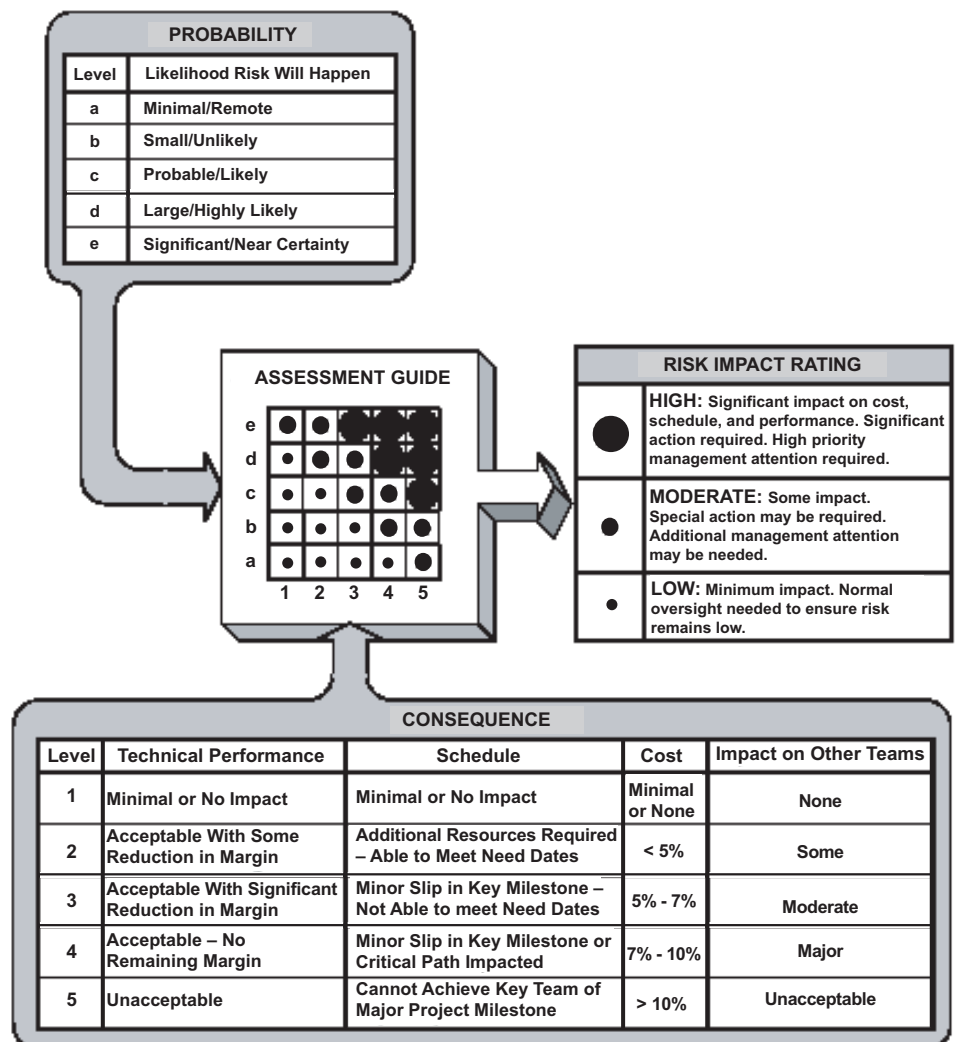 PROBABILITY
Level Likelihood Risk Will Happen
a Minimal/Remote
b Small/Unlikely
c Probable/Likely
d Large/Highly Likely
e Significant/Near Certainty
ASSESSMENT GUIDE
e
d
c
b
a
1 2 3 4 5
RISK IMPACT RATING
HIGH: Significant impact on cost,
schedule, and performance. Significant
action required. High priority
management attention required.
MODERATE: Some impact.
Special action may be required.
Additional management attention
may be needed.
LOW: Minimum impact. Normal
oversight needed to ensure risk
remains low.
CONSEQUENCE
Level Technical Performance Schedule Cost Impact on Other Teams
1 Minimal or No Impact Minimal or No Impact Minimal
or None None
2 Acceptable With Some
Reduction in Margin Additional Resources Required
– Able to Meet Need Dates < 5% Some
3 Acceptable With Significant
Reduction in Margin Minor Slip in Key Milestone –
Not Able to meet Need Dates 5% - 7% Moderate
4 Acceptable – No
Remaining Margin Minor Slip in Key Milestone or
Critical Path Impacted 7% - 10% Major
5 Unacceptable Cannot Achieve Key Team of
Major Project Milestone > 10% Unacceptable